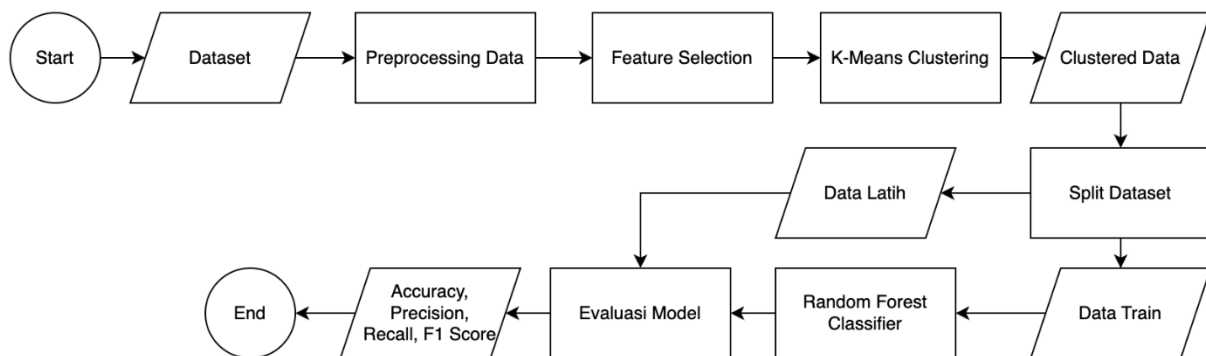 Start
Dataset
Preprocessing Data
Feature Selection
K-Means Clustering
Clustered Data
Data Latih
Split Dataset
End
Accuracy,
Precision,
Recall, F1 Score
Evaluasi Model
Random Forest
Classifier
Data Train